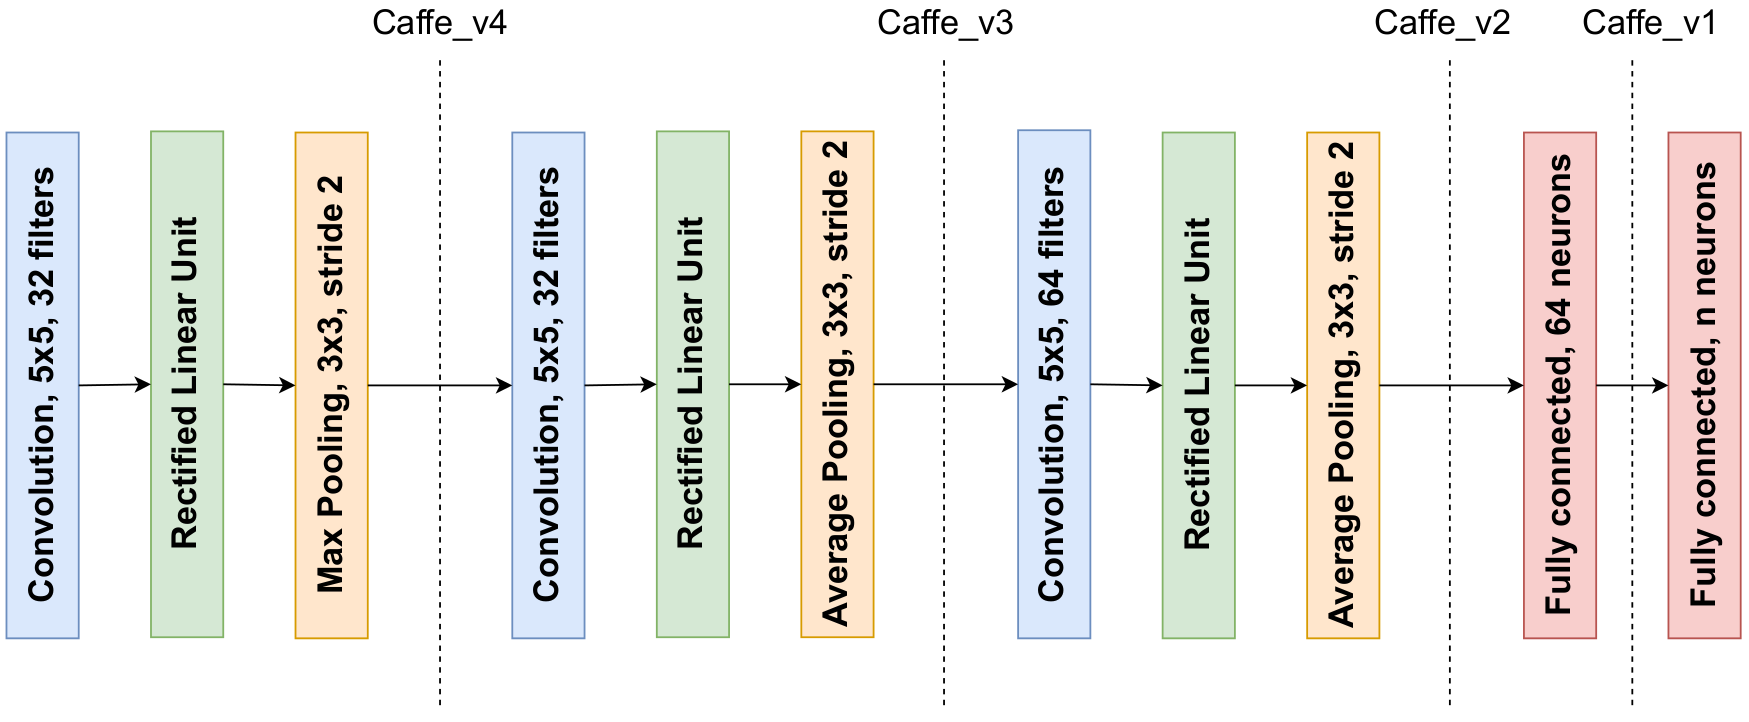 Caffe_v4
Caffe_v3
Caffe_v2
Caffe_v1
Convolution, 5x5, 32 filters
Rectified Linear Unit
Max Pooling, 3x3, stride 2
Convolution, 5x5, 32 filters
Rectified Linear Unit
Average Pooling, 3x3, stride 2
Convolution, 5x5, 64 filters
Rectified Linear Unit
Average Pooling, 3x3, stride 2
Fully connected, 64 neurons
Fully connected, n neurons